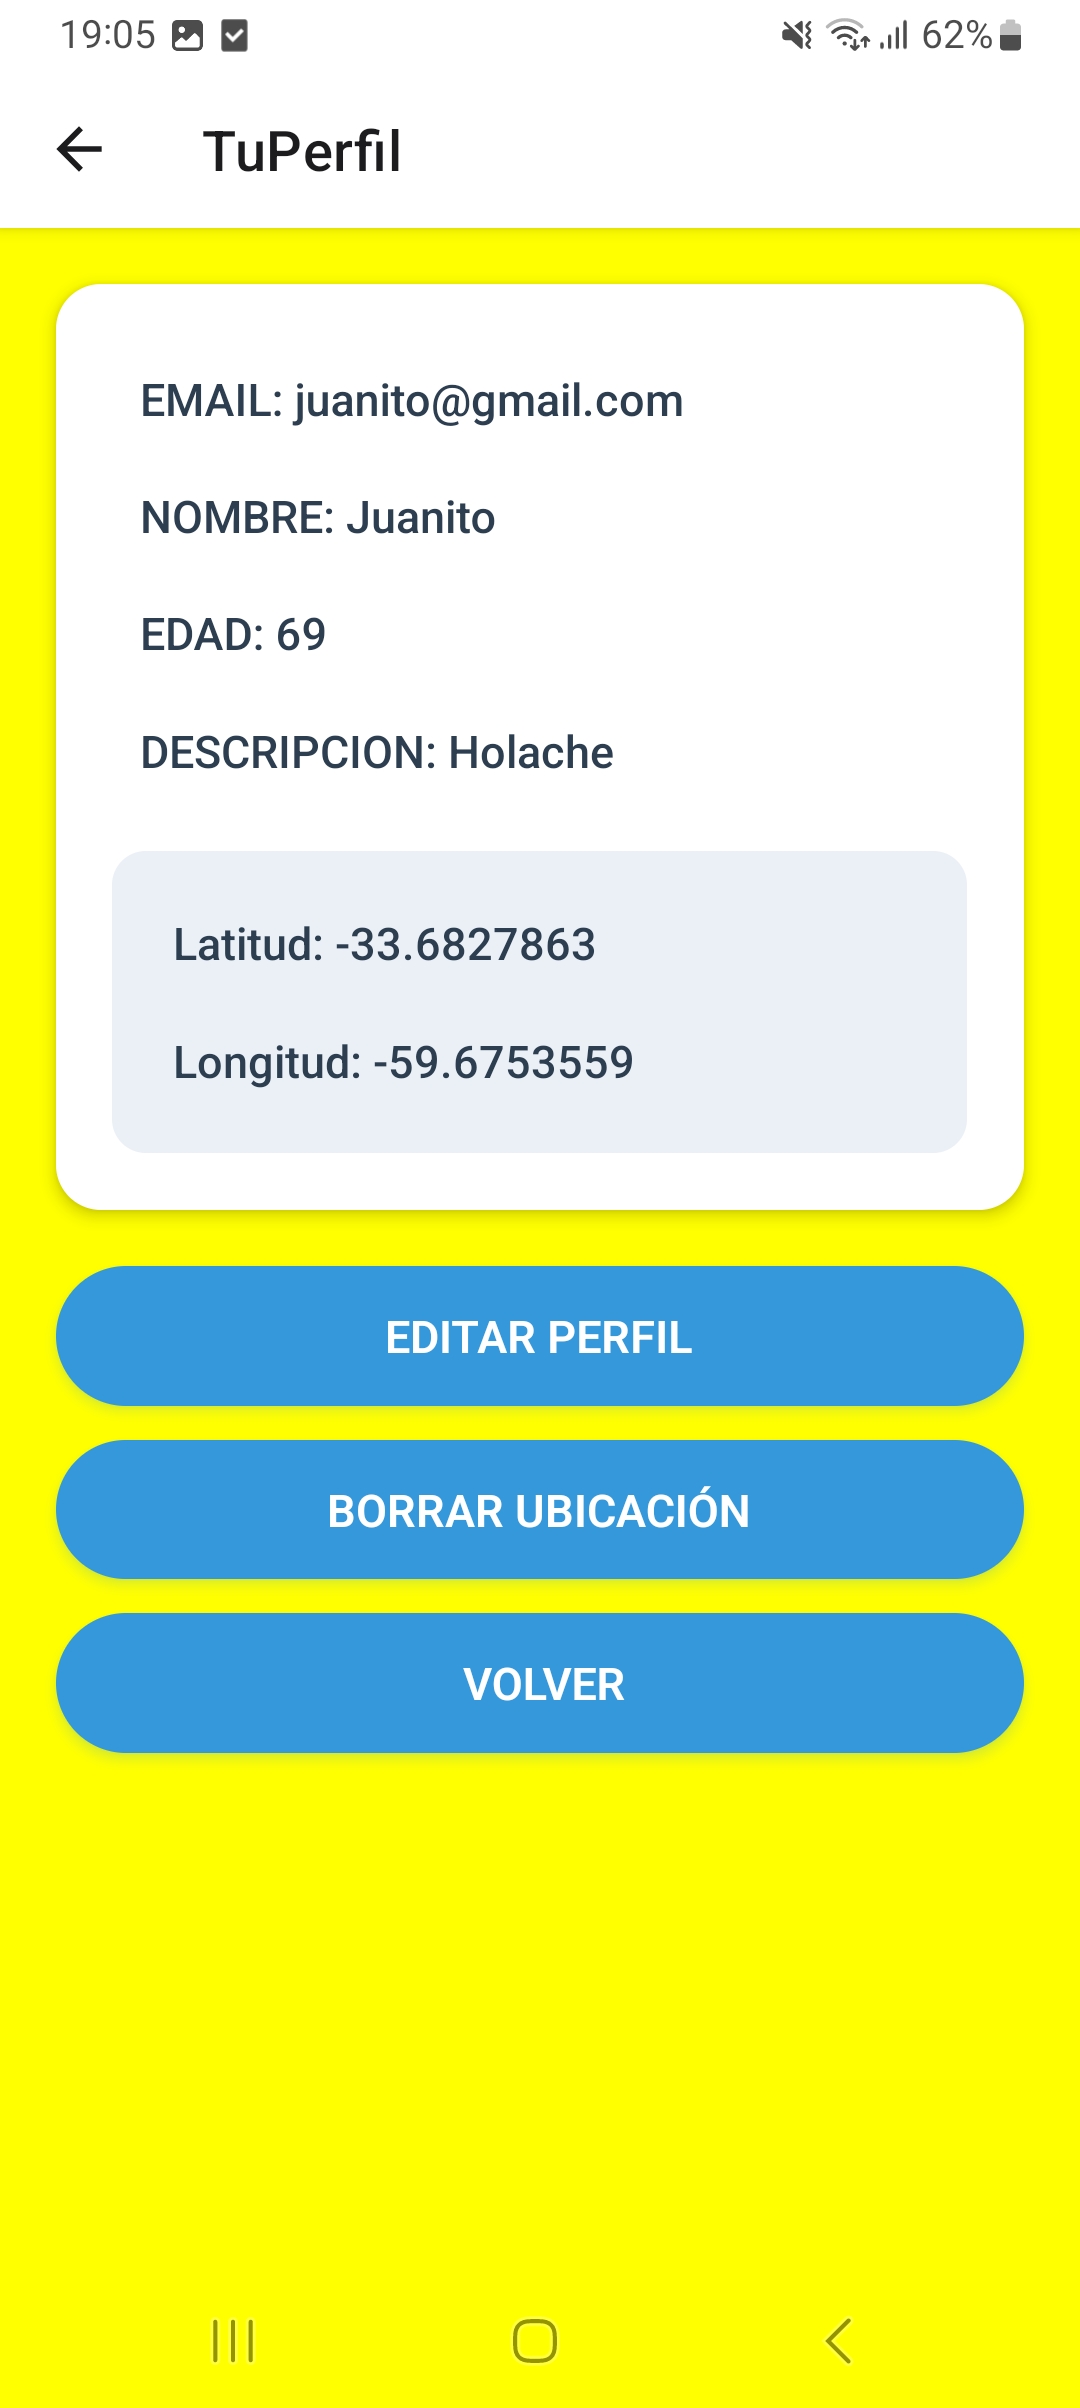 19:05
62%
TuPerfil
EMAIL: juanito@gmail.com
NOMBRE: Juanito
EDAD: 69
DESCRIPCION: Holache
Latitud: -33.6827863
Longitud: -59.6753559
EDITAR PERFIL
BORRAR UBICACIÓN
VOLVER